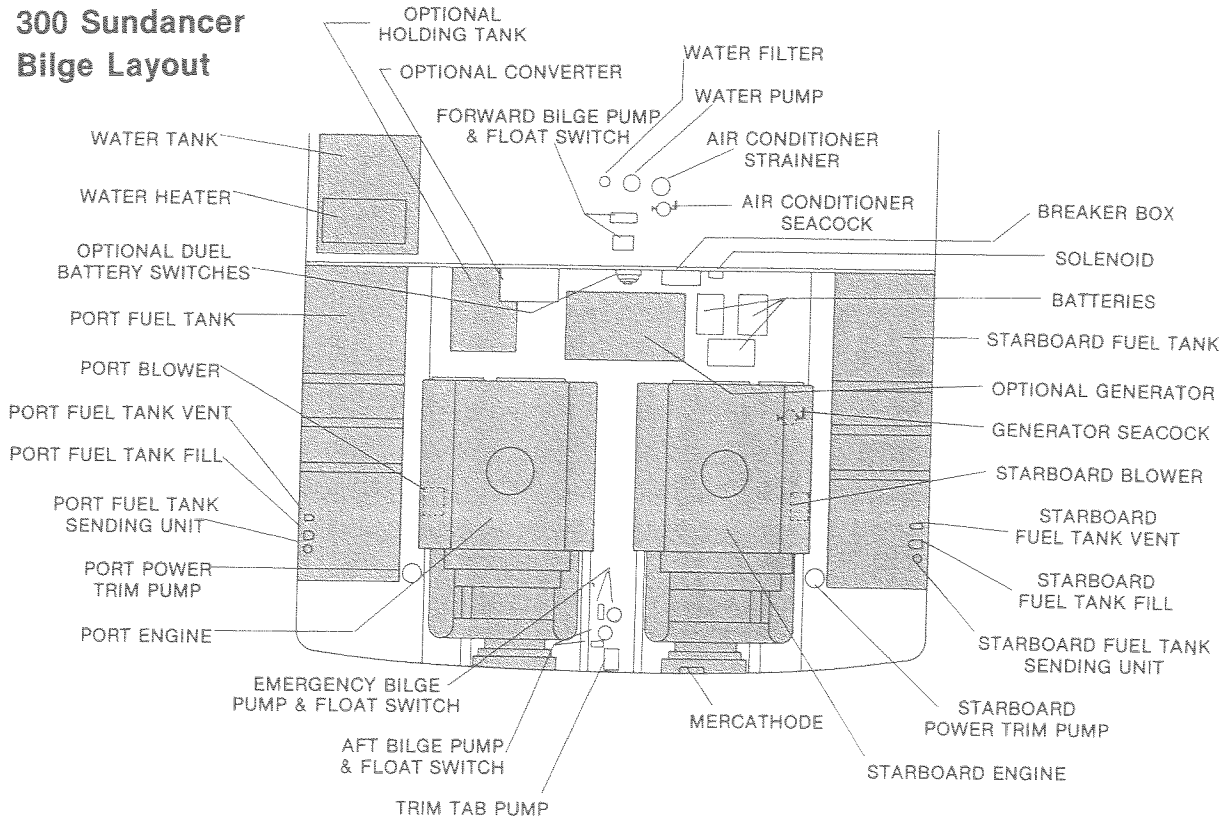 300 Sundancer
Bilge Layout
OPTIONAL
HOLDING TANK
OPTIONAL CONVERTER
FORWARD BILGE PUMP
& FLOAT SWITCH
WATER FILTER
WATER PUMP
AIR CONDITIONER
STRAINER
AIR CONDITIONER
SEACOCK
BREAKER BOX
SOLENOID
BATTERIES
STARBOARD FUEL TANK
OPTIONAL GENERATOR
GENERATOR SEACOCK
STARBOARD BLOWER
STARBOARD
FUEL TANK VENT
STARBOARD
FUEL TANK FILL
STARBOARD FUEL TANK
SENDING UNIT
STARBOARD
POWER TRIM PUMP
STARBOARD ENGINE
MERCATHODE
WATER TANK
WATER HEATER
OPTIONAL DUEL
BATTERY SWITCHES
PORT FUEL TANK
PORT BLOWER
PORT FUEL TANK VENT
PORT FUEL TANK FILL
PORT FUEL TANK
SENDING UNIT
PORT POWER
TRIM PUMP
PORT ENGINE
EMERGENCY BILGE
PUMP & FLOAT SWITCH
AFT BILGE PUMP
& FLOAT SWITCH
TRIM TAB PUMP